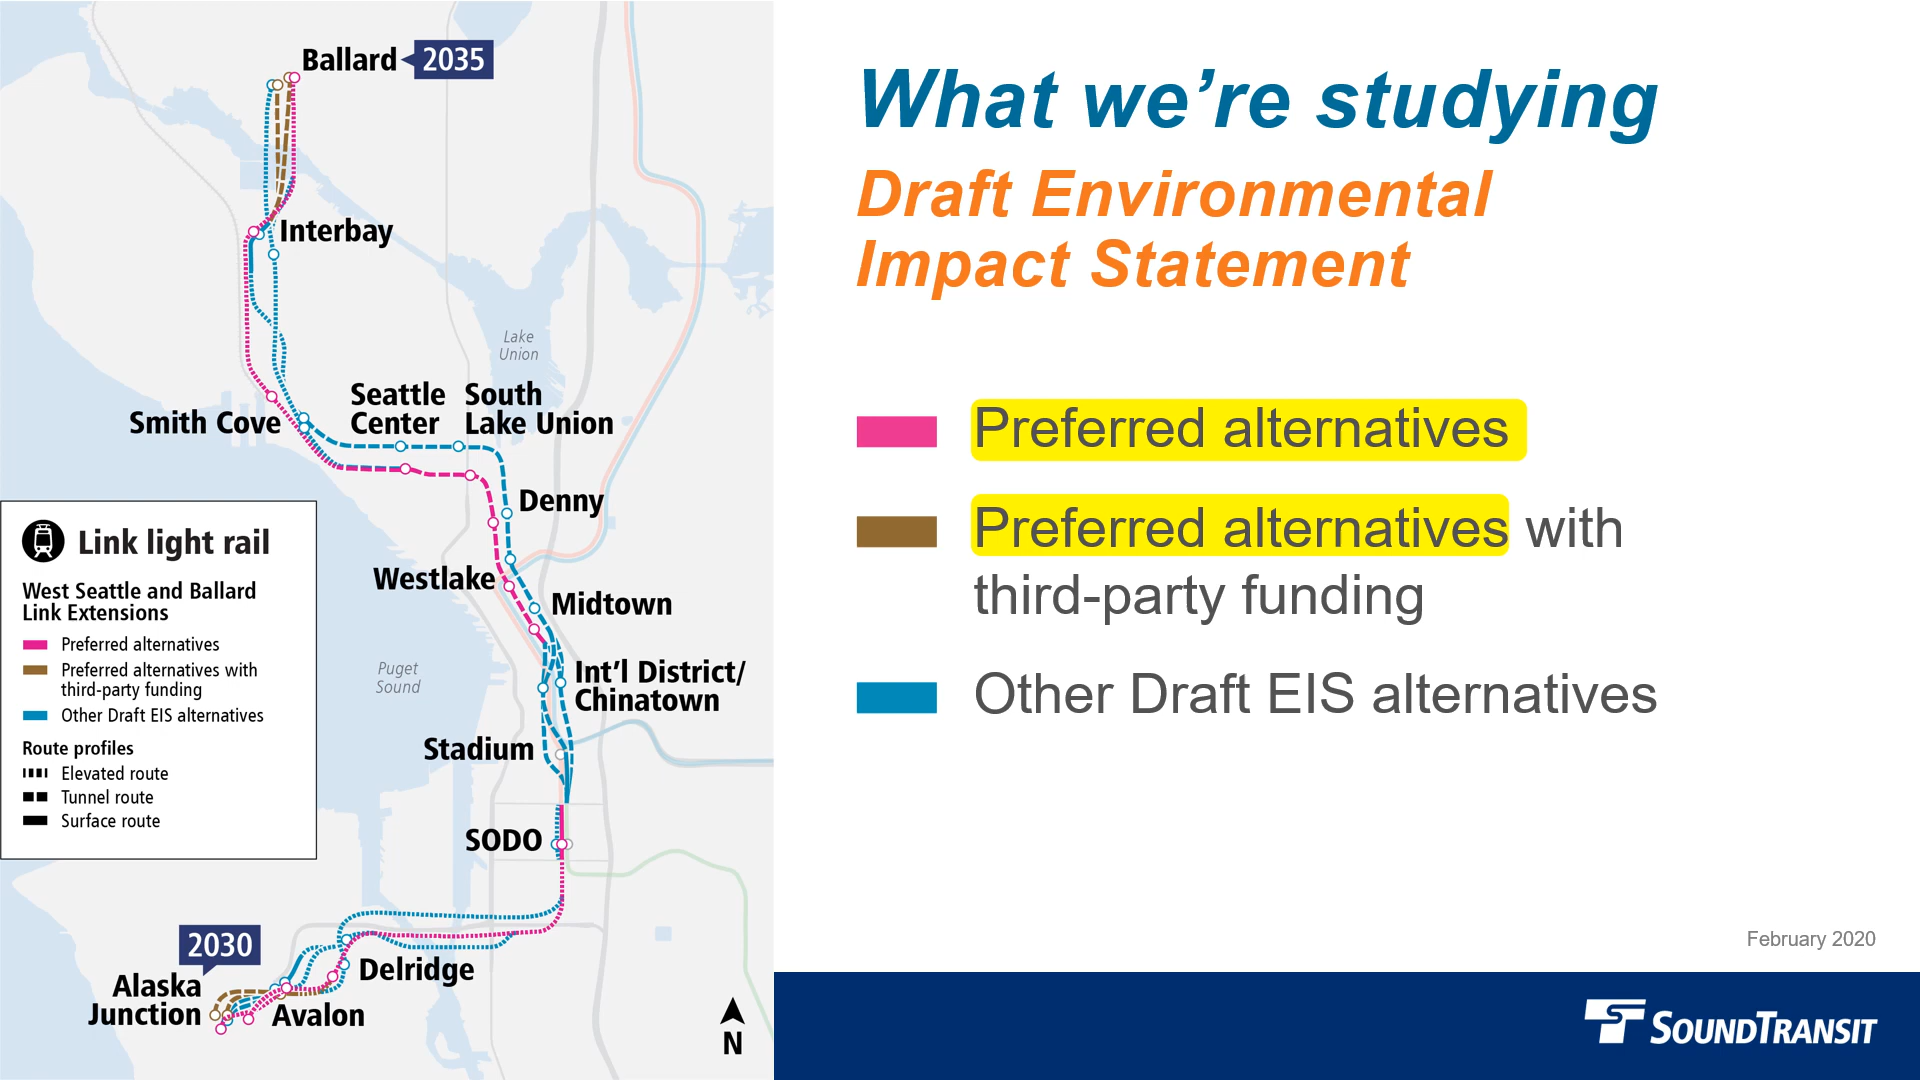 Ballard
2035
Interbay
Lake
Union
Seattle
Center
South
Lake Union
Smith Cove
Denny
Westlake
Midtown
Puget
Sound
Int'l District/
Chinatown
Stadium
SODO
2030
Alaska
Junction
Delridge
Avalon
N
Link light rail
West Seattle and Ballard
Link Extensions
Preferred alternatives
Preferred alternatives with
third-party funding
Other Draft EIS alternatives
Route profiles
Elevated route
Tunnel route
Surface route
What we’re studying
Draft Environmental
Impact Statement
Preferred alternatives
Preferred alternatives with
third-party funding
Other Draft EIS alternatives
February 2020
SOUNDTRANSIT